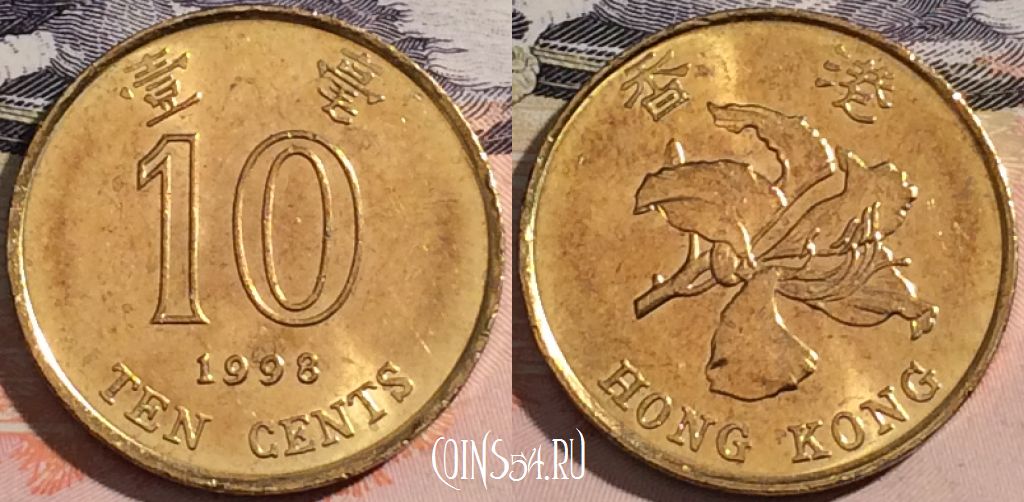 壹毫
10
1998
TEN CENTS
香港
HONG KONG
COINS54.RU